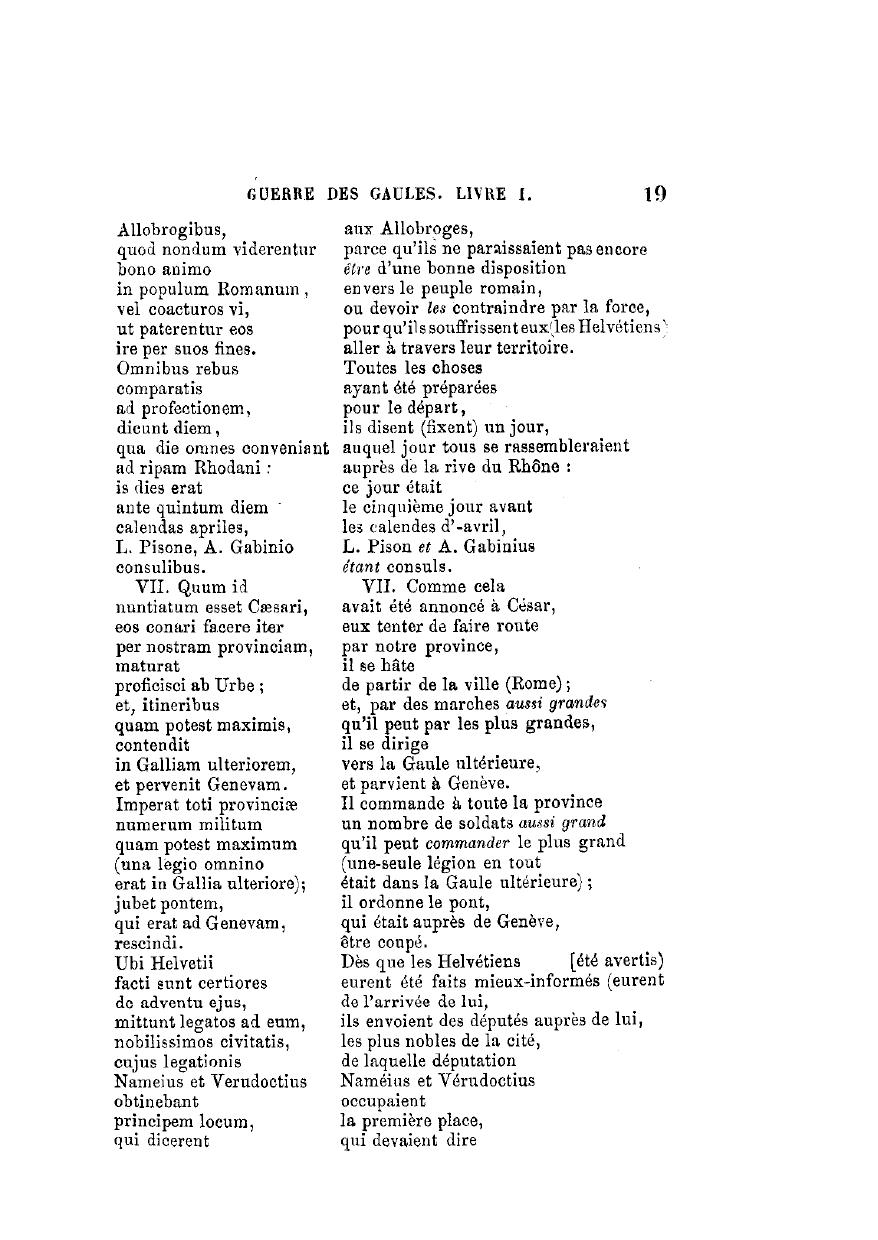 GUERRE DES GAULES. LIVRE I. 19
Allobrogibus, aux Allobroges,
quod nondum viderentur parce qu'ils ne paraissaient pas encore
bono animo être d'une bonne disposition
in populum Romanum, envers le peuple romain,
vel coacturos vi, ou devoir les contraindre par la force,
ut paterentur eos pour qu'ils souffrissent eux (les Helvétiens)
ire per suos fines. aller à travers leur territoire.
Omnibus rebus Toutes les choses
comparatis ayant été préparées
ad profectionem, pour le départ,
dicunt diem, ils disent (fixent) un jour,
qua die omnes conveniant auquel jour tous se rassembleraient
ad ripam Rhodani : auprès de la rive du Rhône :
is dies erat ce jour était
ante quintum diem le cinquième jour avant
calendas apriles, les calendes d'-avril,
L. Pisone, A. Gabinio L. Pison et A. Gabinius
consulibus. étant consuls.
VII. Quum id VII. Comme cela
nuntiatum esset Cæsari, avait été annoncé à César,
eos conari facere iter eux tenter de faire route
per nostram provinciam, par notre province,
maturat il se hâte
proficisci ab Urbe ; de partir de la ville (Rome) ;
et, itineribus et, par des marches aussi grandes
quam potest maximis, qu'il peut par les plus grandes,
contendit il se dirige
in Galliam ulteriorem, vers la Gaule ultérieure,
et pervenit Genevam. et parvient à Genève.
Imperat toti provinciæ Il commande à toute la province
numerum militum un nombre de soldats aussi grand
quam potest maximum qu'il peut commander le plus grand
(una legio omnino (une-seule légion en tout
erat in Gallia ulteriore); était dans la Gaule ultérieure) ;
jubet pontem, il ordonne le pont,
qui erat ad Genevam, qui était auprès de Genève,
rescindi. être coupé.
Ubi Helvetii Dès que les Helvétiens [été avertis)
facti sunt certiores eurent été faits mieux-informés (eurent
de adventu ejus, de l'arrivée de lui,
mittunt legatos ad eum, ils envoient des députés auprès de lui,
nobilissimos civitatis, les plus nobles de la cité,
cujus legationis de laquelle députation
Nameius et Verudoctius Naméius et Vérudoctius
obtinebant occupaient
principem locum, la première place,
qui dicerent qui devaient dire